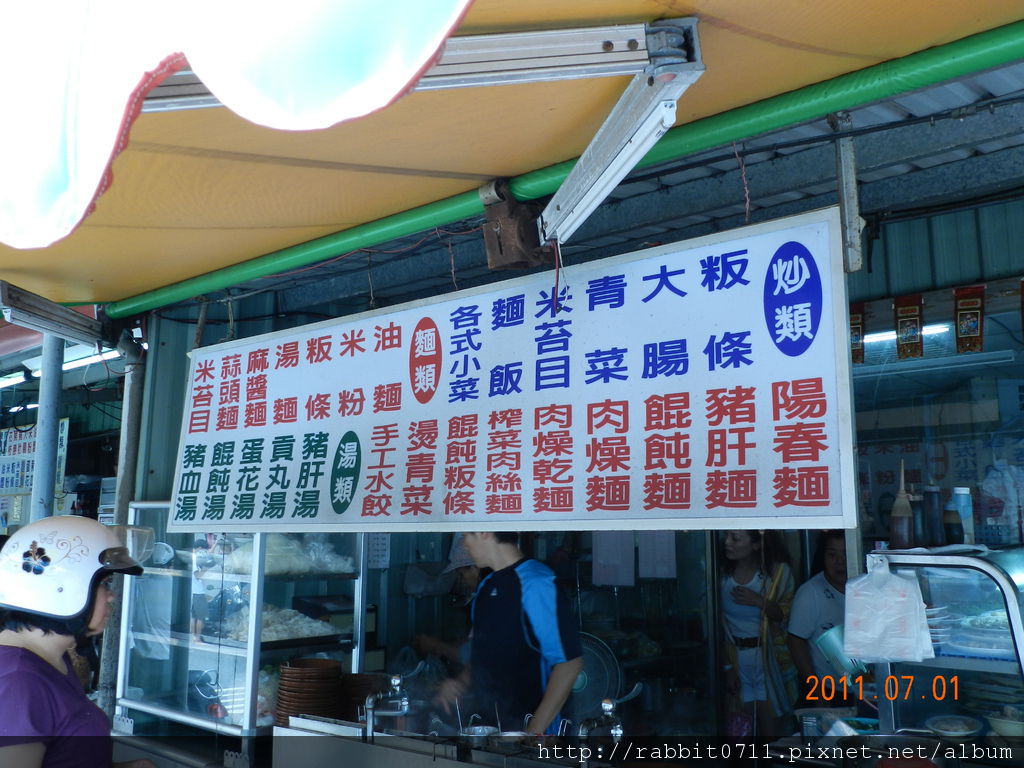 炒類
粄條
大腸
青菜
米苔目
麵飯
各式小菜
麵類
油麵
米粉
粄條
湯麵
麻醬麵
蒜頭麵
米苔目
陽春麵
豬肝麵
餛飩麵
肉燥麵
肉燥乾麵
榨菜肉絲麵
餛飩粄條
燙青菜
手工水餃
湯類
豬肝湯
貢丸湯
蛋花湯
餛飩湯
豬血湯
2011.07.01
http://rabbit0711.pixnet.net/album